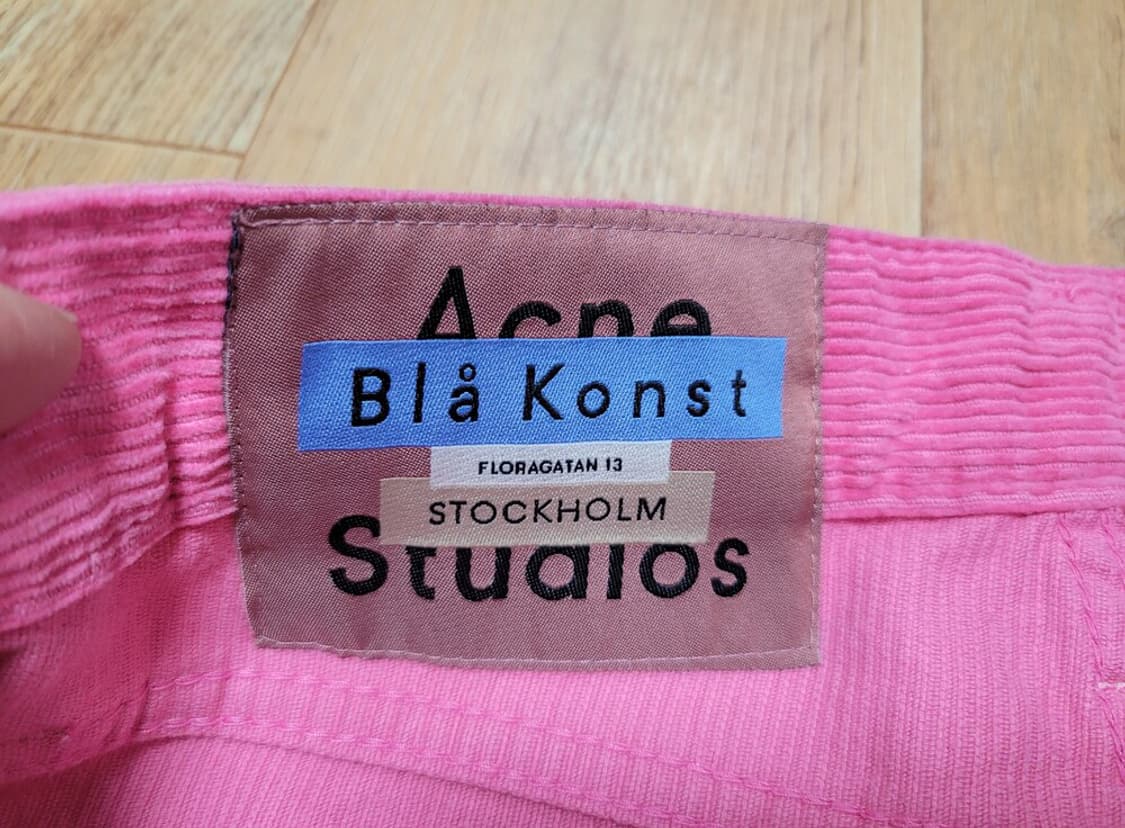 Acne
Blå Konst
FLORAGATAN 13
STOCKHOLM
Studios